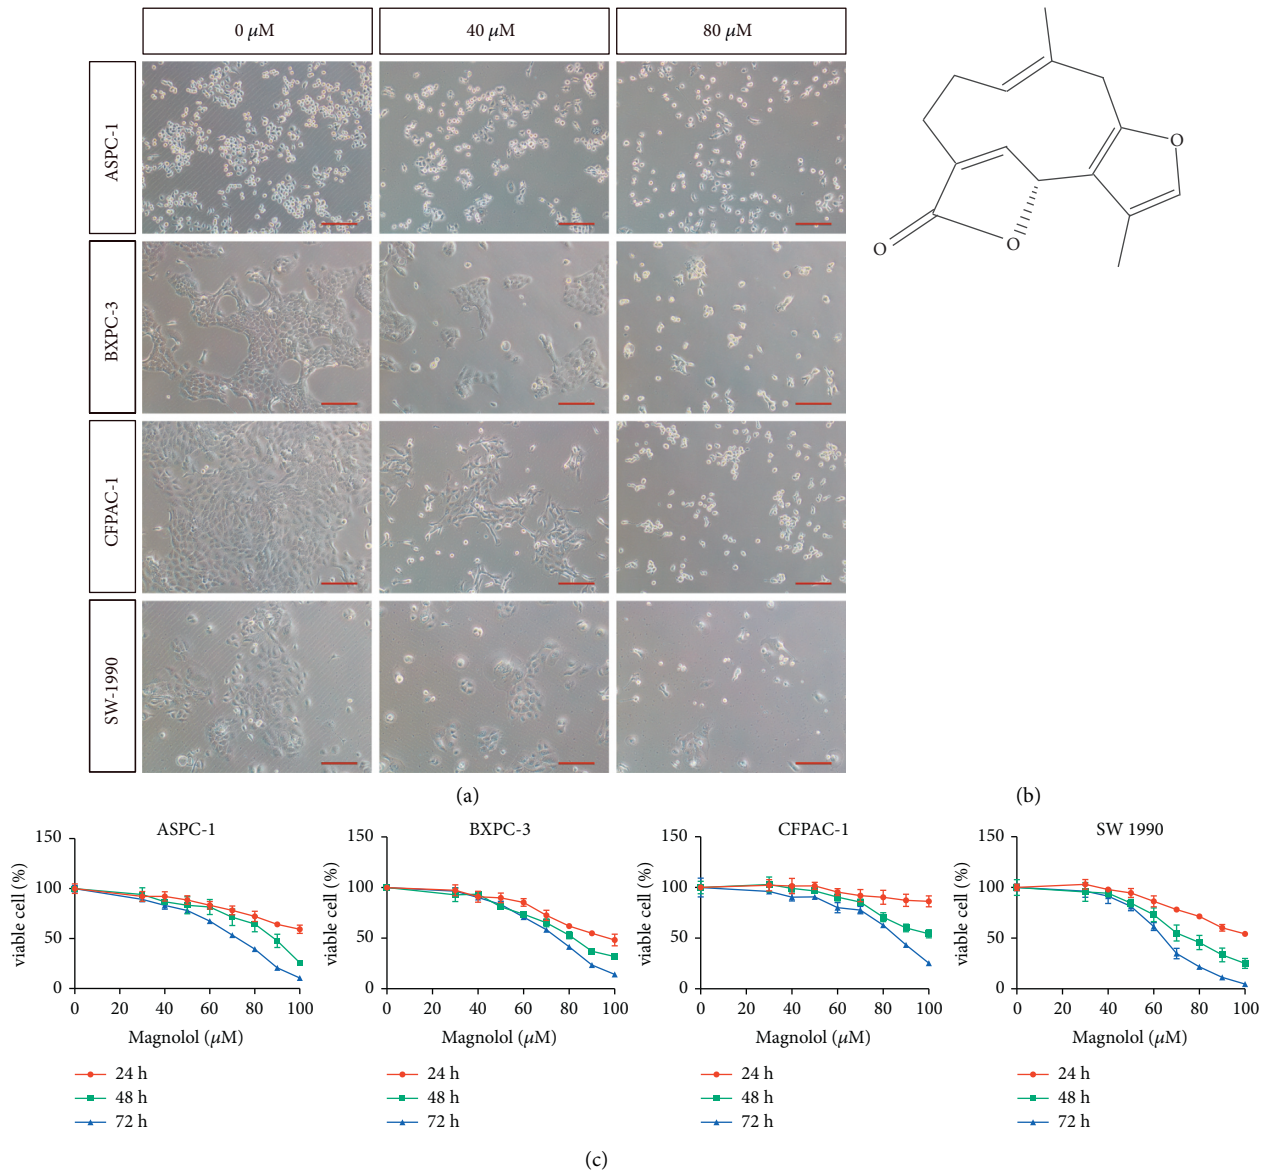 0 μM
40 μM
80 μM
ASPC-1
BXPC-3
CFPAC-1
SW-1990
(a)
O
O
O
(b)
ASPC-1
150
100
50
0
viable cell (%)
0 20 40 60 80 100
Magnolol (μM)
24 h
48 h
72 h
BXPC-3
150
100
50
0
viable cell (%)
0 20 40 60 80 100
Magnolol (μM)
24 h
48 h
72 h
CFPAC-1
150
100
50
0
viable cell (%)
0 20 40 60 80 100
Magnolol (μM)
24 h
48 h
72 h
SW 1990
150
100
50
0
viable cell (%)
0 20 40 60 80 100
Magnolol (μM)
24 h
48 h
72 h
(c)